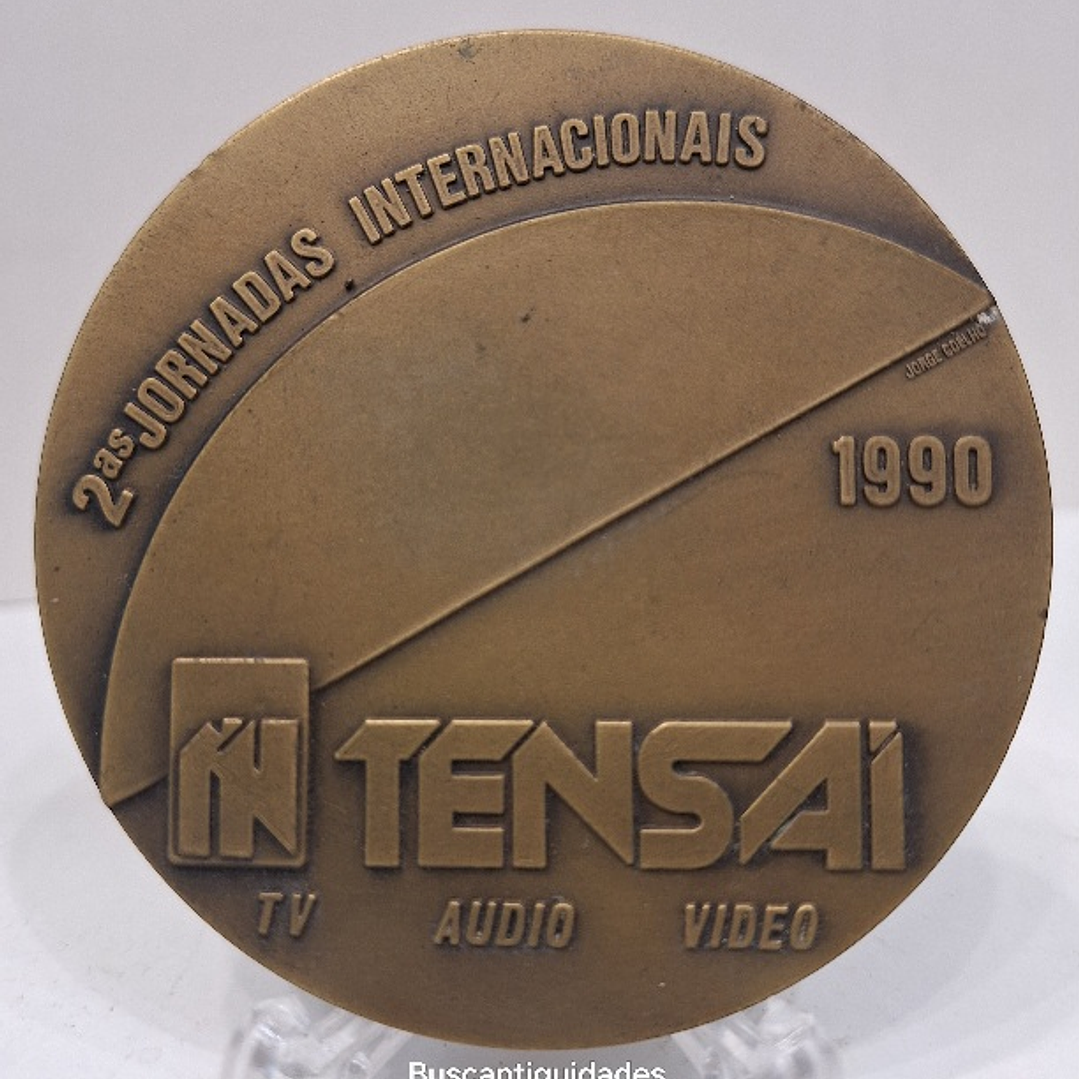 2as JORNADAS INTERNACIONAIS
JORGE COELHO
1990
TENSAI
TV AUDIO VIDEO
Buscantiguidades